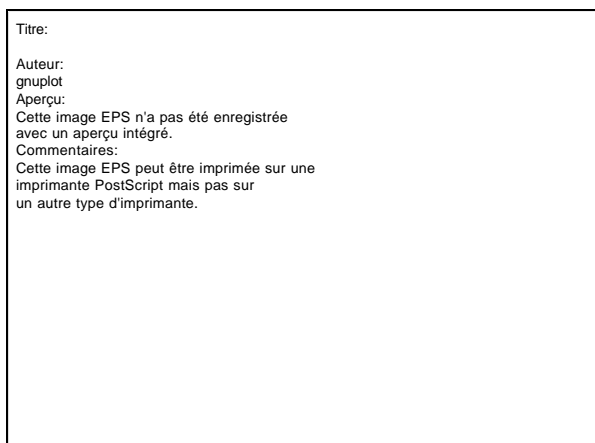 Titre:
Auteur:
gnuplot
Aperçu:
Cette image EPS n'a pas été enregistrée
avec un aperçu intégré.
Commentaires:
Cette image EPS peut être imprimée sur une
imprimante PostScript mais pas sur
un autre type d'imprimante.